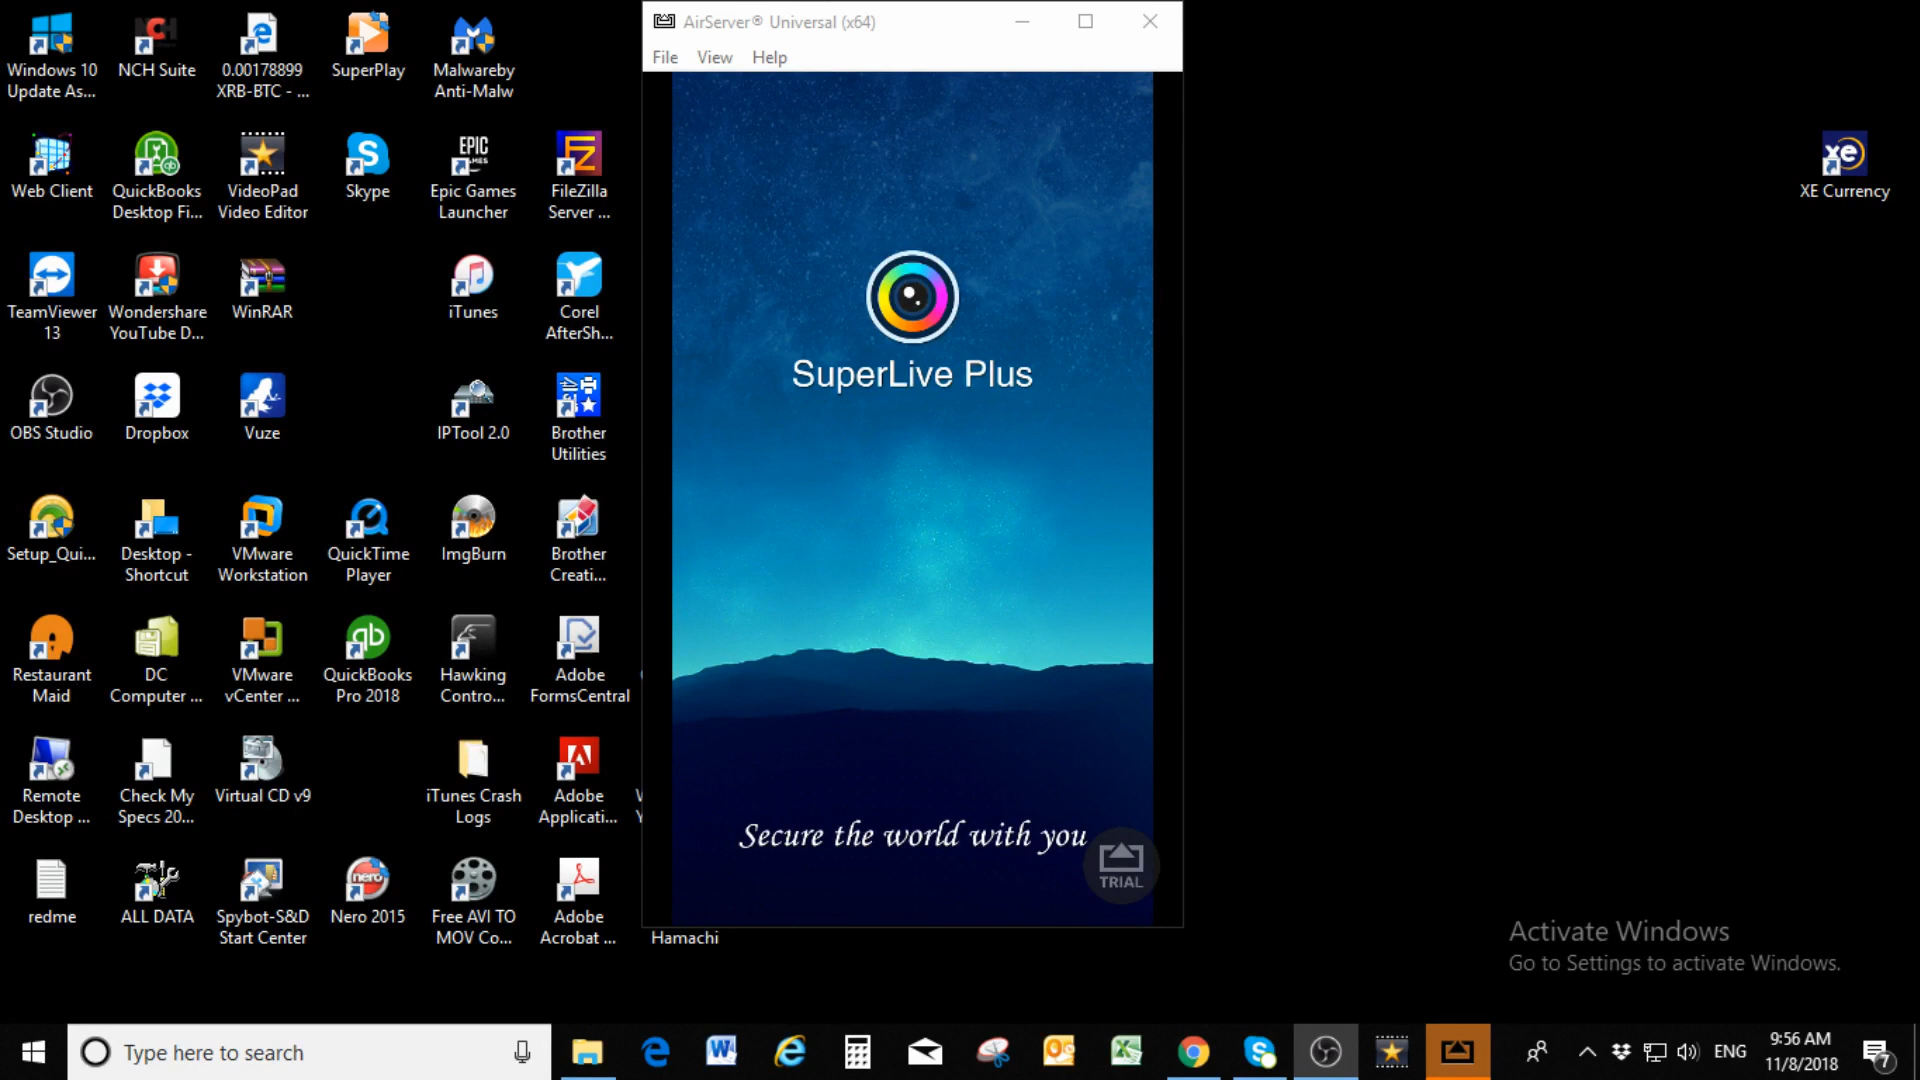 AirServer® Universal (x64)
File View Help
Windows 10
Update As...
NCH Suite
0.00178899
XRB-BTC - ...
SuperPlay
Malwareby
Anti-Malw
Web Client
QuickBooks
Desktop Fi...
VideoPad
Video Editor
Skype
EPIC
GAMES
Epic Games
Launcher
FileZilla
Server ...
xe
XE Currency
TeamViewer
13
Wondershare
YouTube D...
WinRAR
iTunes
Corel
AfterSh...
SuperLive Plus
OBS Studio
Dropbox
Vuze
IPTool 2.0
Brother
Utilities
Setup_Qui...
Desktop -
Shortcut
VMware
Workstation
QuickTime
Player
ImgBurn
Brother
Creati...
Restaurant
Maid
DC
Computer ...
VMware
vCenter ...
qb
QuickBooks
Pro 2018
Hawking
Contro...
Adobe
FormsCentral
Remote
Desktop ...
Check My
Specs 20...
Virtual CD v9
iTunes Crash
Logs
Adobe
Applicati...
Secure the world with you
TRIAL
redme
ALL DATA
Spybot-S&D
Start Center
nero
Nero 2015
Free AVI TO
MOV Co...
Adobe
Acrobat ...
Hamachi
Activate Windows
Go to Settings to activate Windows.
Type here to search
ENG
9:56 AM
11/8/2018
7